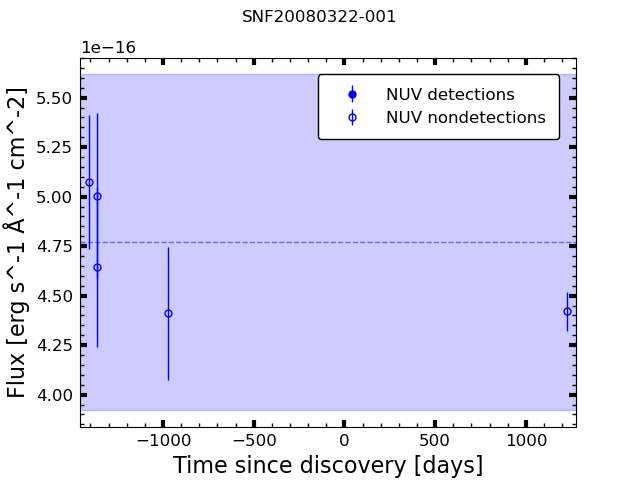 SNF20080322-001
1e−16
5.50
5.25
5.00
4.75
4.50
4.25
4.00
Flux [erg s^-1 Å^-1 cm^-2]
NUV detections
NUV nondetections
−1000
−500
0
500
1000
Time since discovery [days]